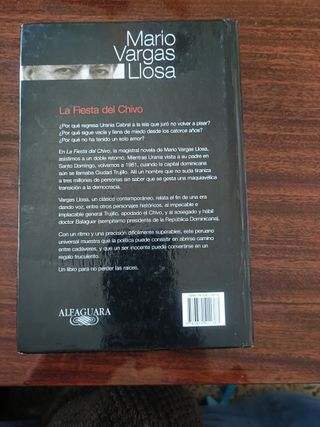 Mario
Vargas
Llosa
La Fiesta del Chivo
¿Por qué regresa Urania Cabral a la isla que juró no volver a pisar?
¿Por qué sigue vacía y llena de miedo desde los catorce años?
¿Por qué no ha tenido un solo amor?
En La Fiesta del Chivo, la magistral novela de Mario Vargas Llosa,
asistimos a un doble retorno. Mientras Urania visita a su padre en
Santo Domingo, volvemos a 1961, cuando la capital dominicana
aún se llamaba Ciudad Trujillo. Allí un hombre que no suda tiraniza
a tres millones de personas sin saber que se gesta una maquiavélica
transición a la democracia.
Vargas Llosa, un clásico contemporáneo, relata el fin de una era
dando voz, entre otros personajes históricos, al impecable e
implacable general Trujillo, apodado el Chivo, y al sosegado y hábil
doctor Balaguer (sempiterno presidente de la República Dominicana).
Con un ritmo y una precisión difícilmente superables, este peruano
universal muestra que la política puede consistir en abrirse camino
entre cadáveres, y que un ser inocente puede convertirse en un
regalo truculento.
Un libro para no perder las raíces.
ALFAGUARA